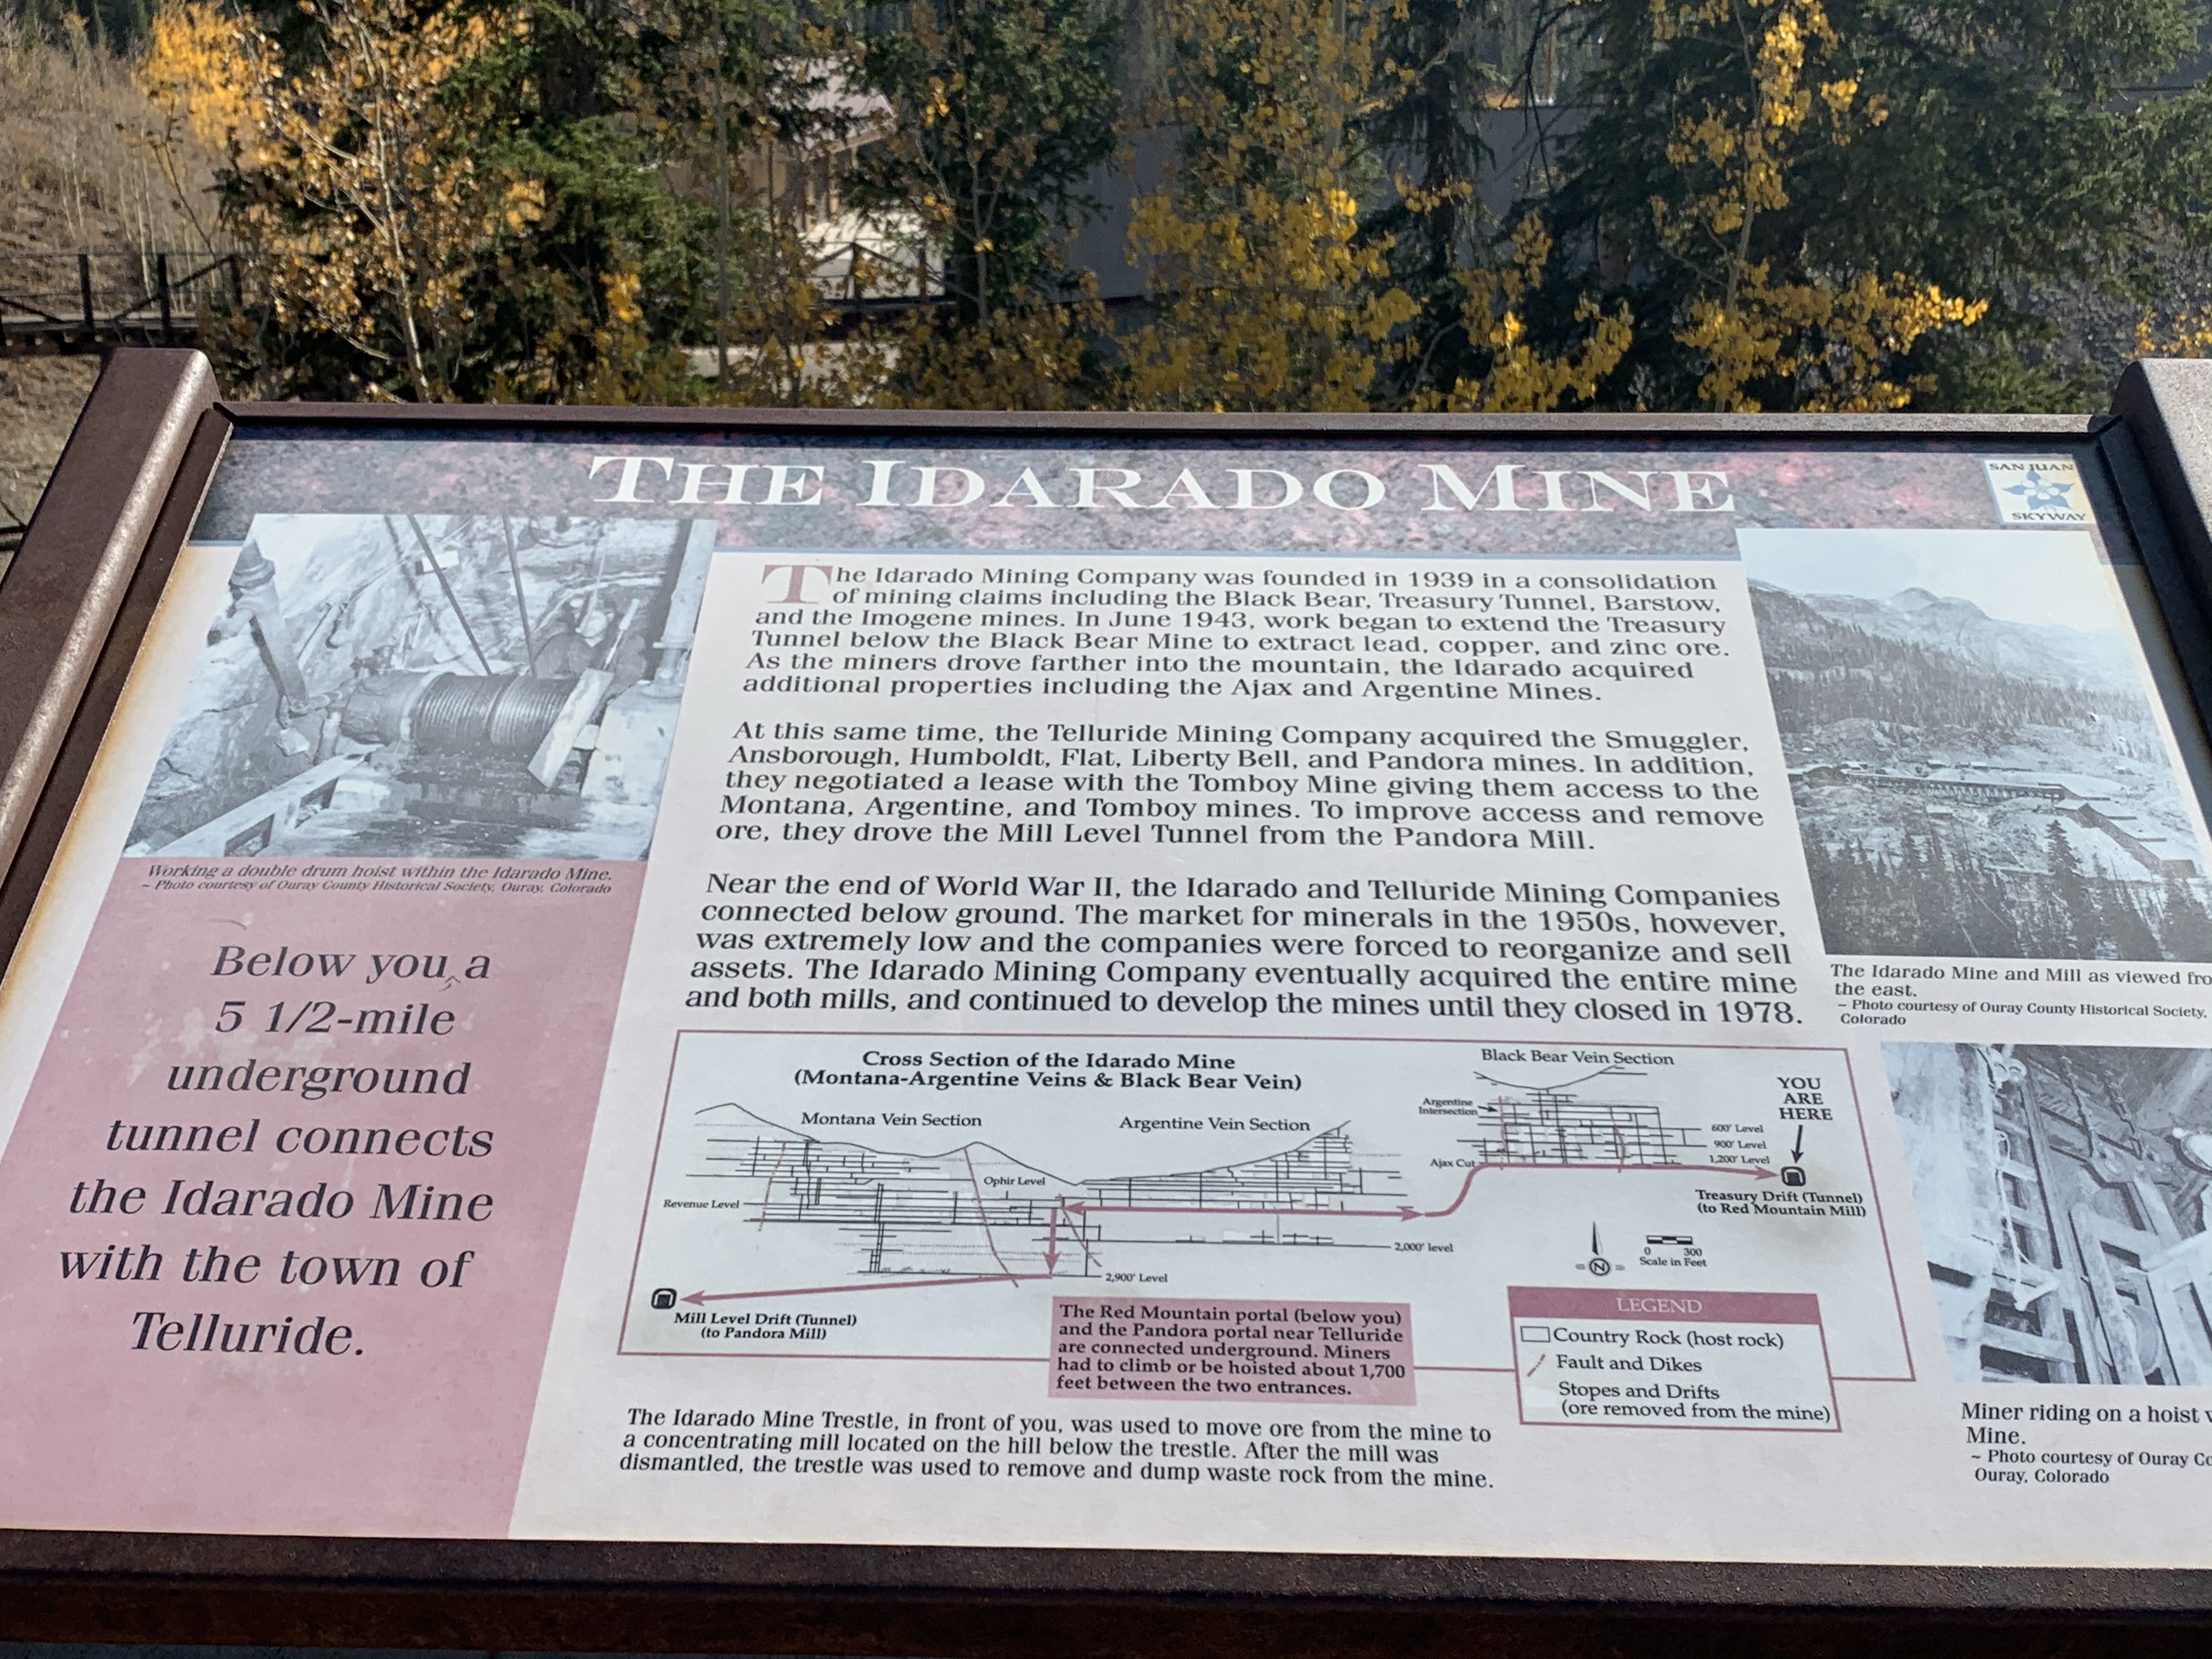 THE IDARADO MINE
SAN JUAN
SKYWAY
The Idarado Mining Company was founded in 1939 in a consolidation
of mining claims including the Black Bear, Treasury Tunnel, Barstow,
and the Imogene mines. In June 1943, work began to extend the Treasury
Tunnel below the Black Bear Mine to extract lead, copper, and zinc ore.
As the miners drove farther into the mountain, the Idarado acquired
additional properties including the Ajax and Argentine Mines.
At this same time, the Telluride Mining Company acquired the Smuggler,
Ansborough, Humboldt, Flat, Liberty Bell, and Pandora mines. In addition,
they negotiated a lease with the Tomboy Mine giving them access to the
Montana, Argentine, and Tomboy mines. To improve access and remove
ore, they drove the Mill Level Tunnel from the Pandora Mill.
Near the end of World War II, the Idarado and Telluride Mining Companies
connected below ground. The market for minerals in the 1950s, however,
was extremely low and the companies were forced to reorganize and sell
assets. The Idarado Mining Company eventually acquired the entire mine
and both mills, and continued to develop the mines until they closed in 1978.
Working a double drum hoist within the Idarado Mine.
~ Photo courtesy of Ouray County Historical Society, Ouray, Colorado
Below you, a
5 1/2-mile
underground
tunnel connects
the Idarado Mine
with the town of
Telluride.
The Idarado Mine and Mill as viewed fro
the east.
~ Photo courtesy of Ouray County Historical Society,
Colorado
Cross Section of the Idarado Mine
(Montana-Argentine Veins & Black Bear Vein)
Black Bear Vein Section
Montana Vein Section
Argentine Vein Section
Argentine
Intersection
YOU
ARE
HERE
600' Level
900' Level
1,200' Level
Ajax Cut
Ophir Level
Revenue Level
Treasury Drift (Tunnel)
(to Red Mountain Mill)
2,000' level
N
0 300
Scale in Feet
2,900' Level
Mill Level Drift (Tunnel)
(to Pandora Mill)
The Red Mountain portal (below you)
and the Pandora portal near Telluride
are connected underground. Miners
had to climb or be hoisted about 1,700
feet between the two entrances.
LEGEND
Country Rock (host rock)
Fault and Dikes
Stopes and Drifts
(ore removed from the mine)
The Idarado Mine Trestle, in front of you, was used to move ore from the mine to
a concentrating mill located on the hill below the trestle. After the mill was
dismantled, the trestle was used to remove and dump waste rock from the mine.
Miner riding on a hoist
Mine.
~ Photo courtesy of Ouray Co
Ouray, Colorado